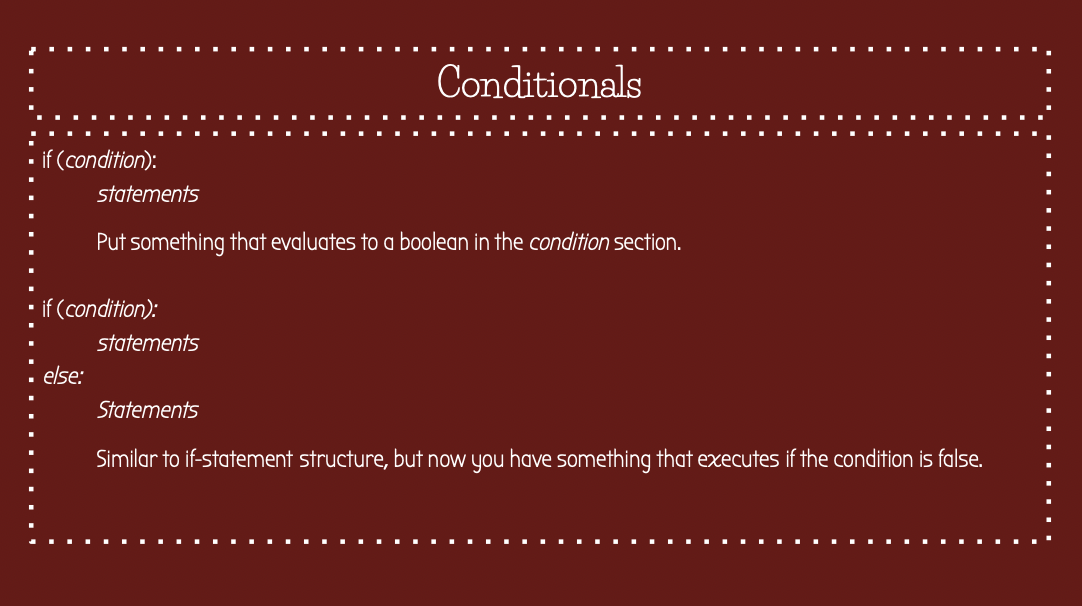 Conditionals
if (condition):
statements
Put something that evaluates to a boolean in the condition section.
if (condition):
statements
else:
Statements
Similar to if-statement structure, but now you have something that executes if the condition is false.